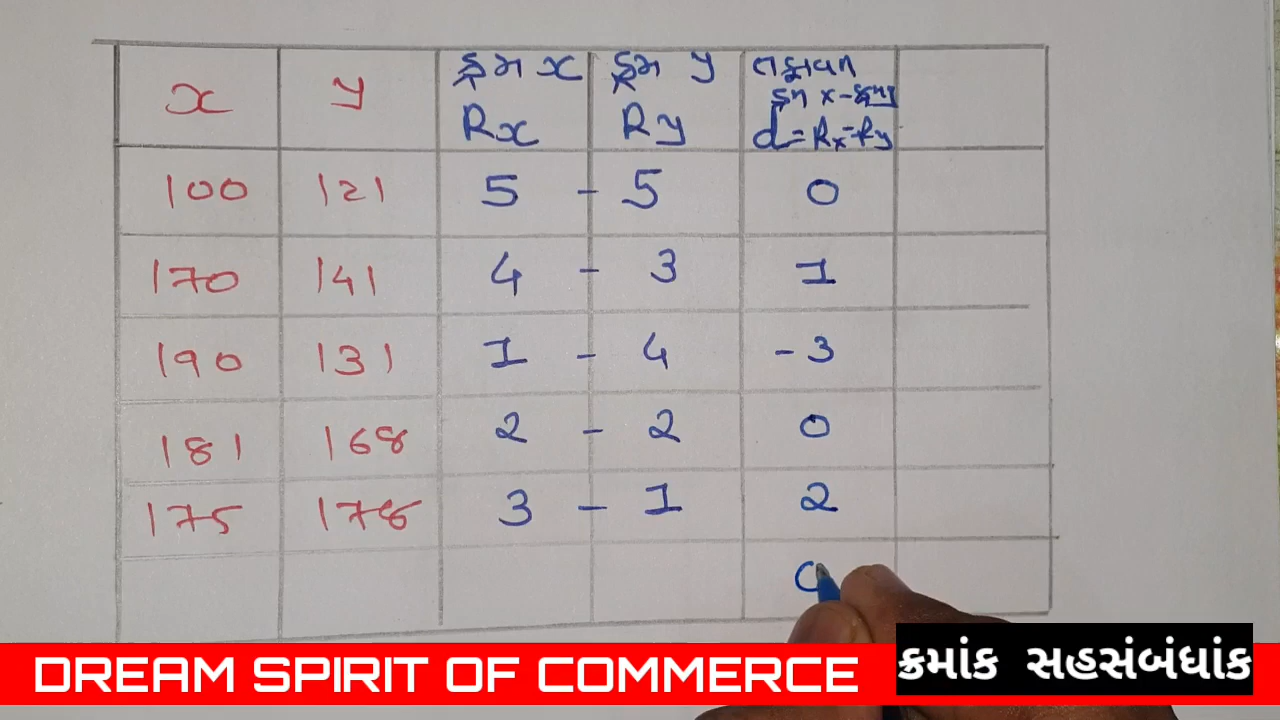 x y ક્રમ x ક્રમ y તફાવત
ક્રમ x - ક્રમ y
Rx Ry d = Rx - Ry
100 121 5 - 5 0
170 141 4 - 3 1
190 131 1 - 4 -3
181 168 2 - 2 0
175 178 3 - 1 2
DREAM SPIRIT OF COMMERCE
ક્રમાંક સહસંબંધાંક